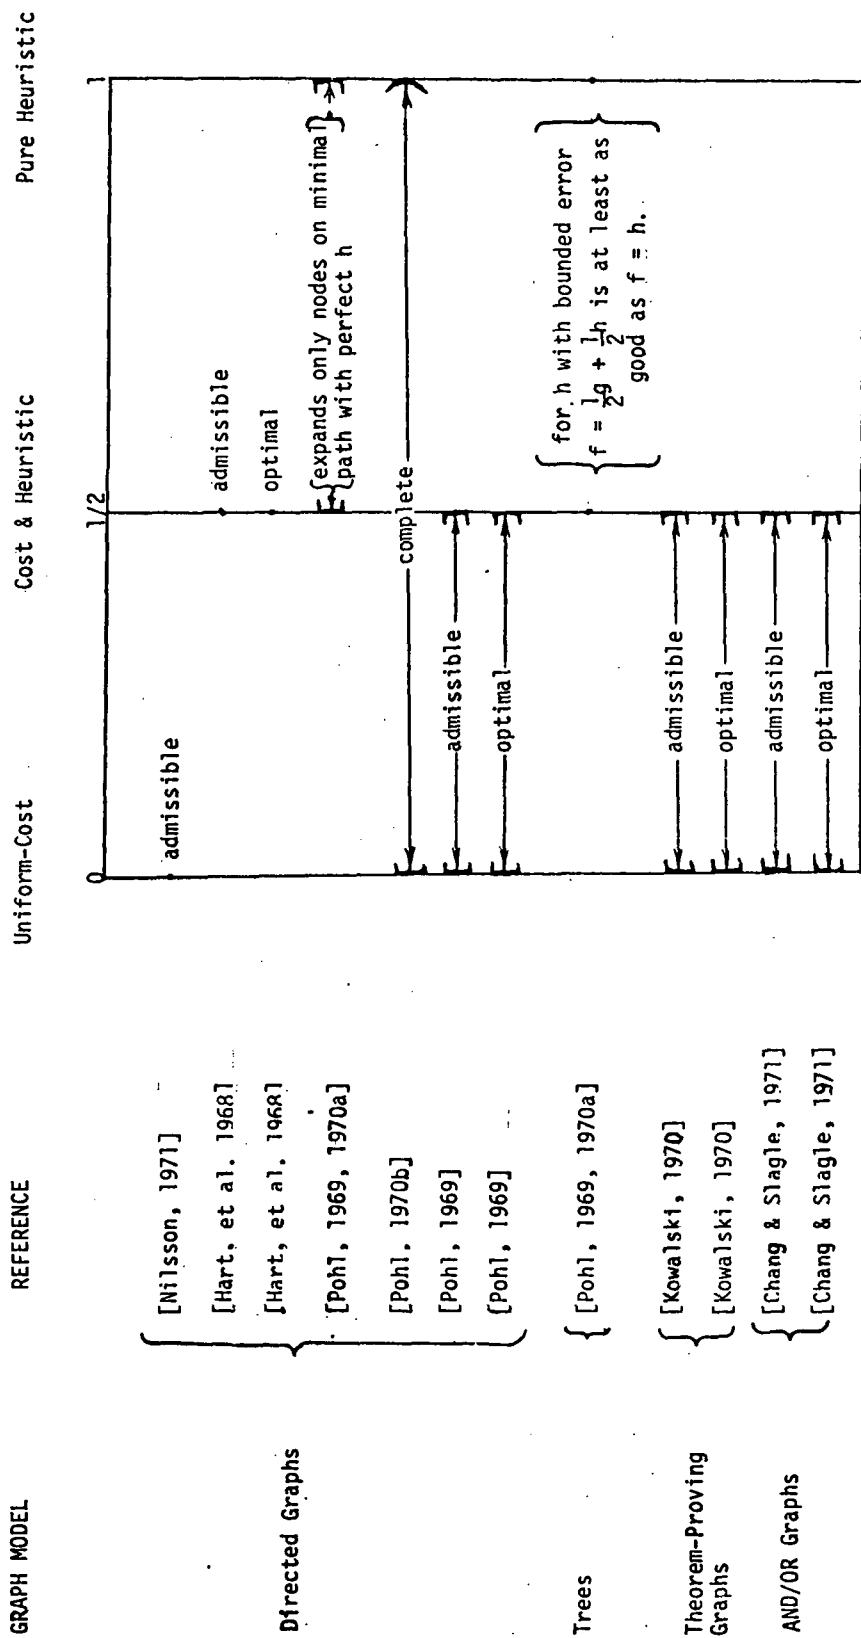 Uniform-Cost
Cost & Heuristic
Pure Heuristic
GRAPH MODEL
REFERENCE
0
1/2
1
Directed Graphs
[Nilsson, 1971]
admissible
[Hart, et al. 1968]
admissible
[Hart, et al. 1968]
optimal
[Pohl, 1969, 1970a]
{expands only nodes on minimal
path with perfect h}
[Pohl, 1970b]
complete
[Pohl, 1969]
admissible
[Pohl, 1969]
optimal
Trees
[Pohl, 1969, 1970a]
for h with bounded error
f = 1/2 g + 1/2 h is at least as
good as f = h.
Theorem-Proving
Graphs
[Kowalski, 1970]
admissible
[Kowalski, 1970]
optimal
AND/OR Graphs
[Chang & Slagle, 1971]
admissible
[Chang & Slagle, 1971]
optimal